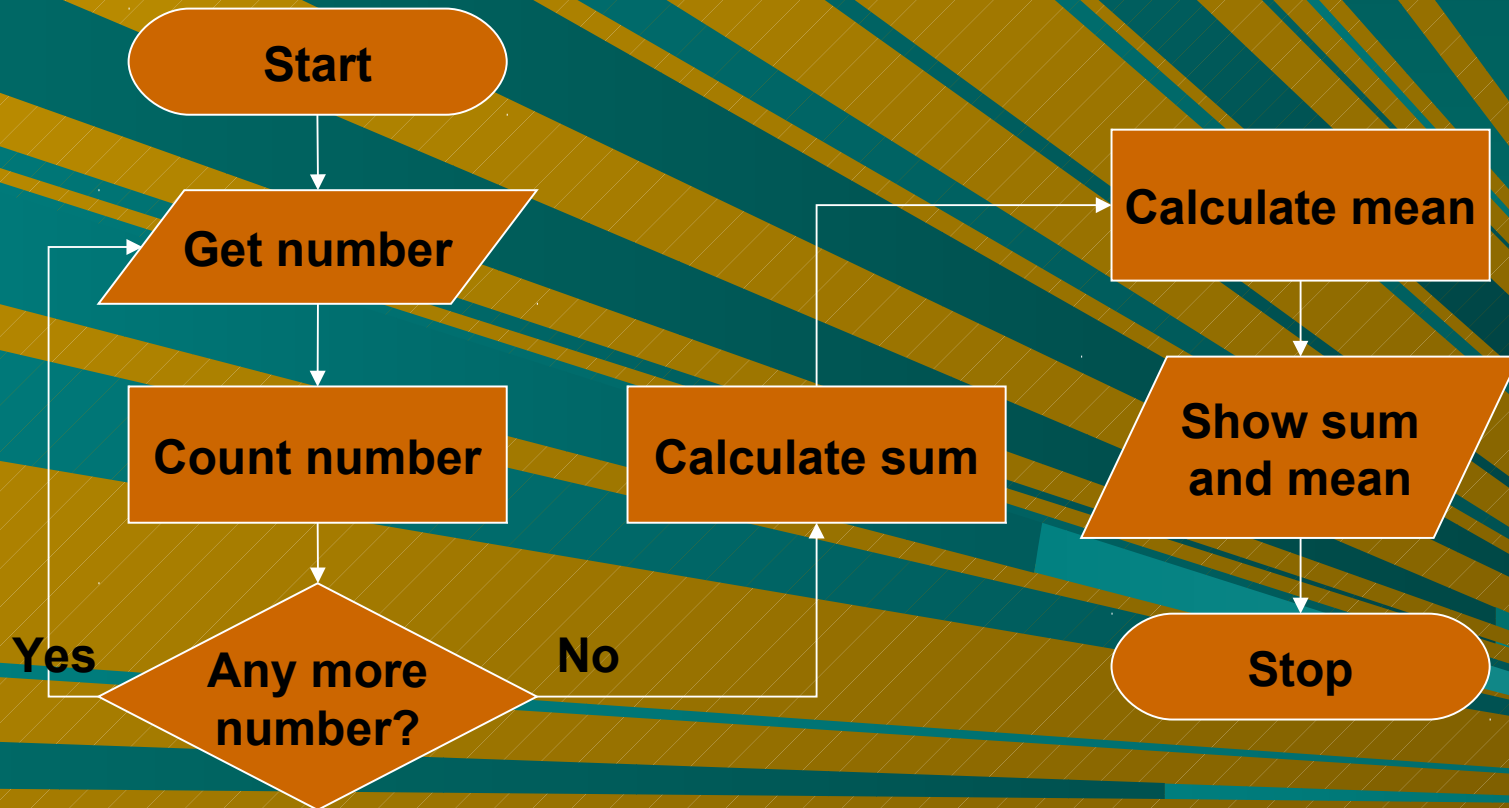 Start
Get number
Count number
Yes
Any more
number?
No
Calculate sum
Calculate mean
Show sum
and mean
Stop